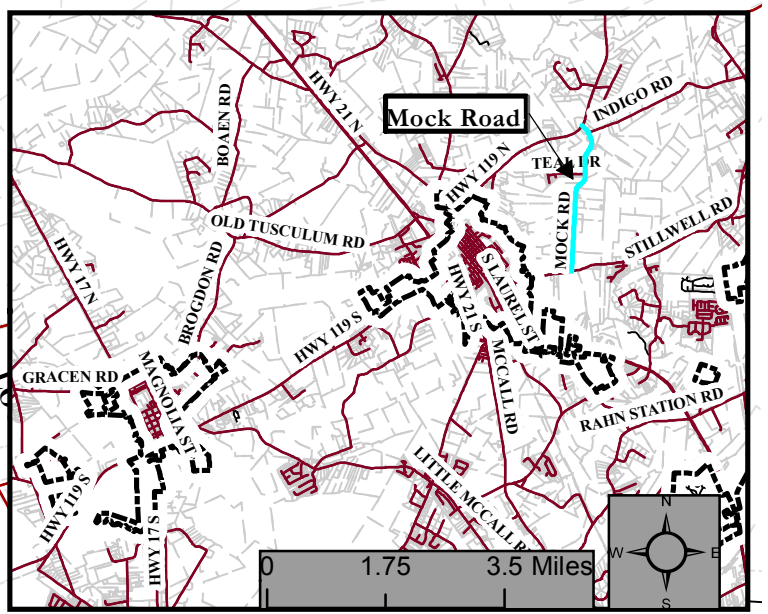 HWY 21 N
INDIGO RD
BOAEN RD
Mock Road
TEAL DR
HWY 119 N
MOCK RD
STILLWELL RD
OLD TUSCULUM RD
HWY 17 N
BROGDON RD
S LAUREL ST
HWY 21 S
HWY 119 S
MAGNOLIA ST
GRACEN RD
MCCALL RD
RAHN STATION RD
LITTLE MCCALL R
HWY 119 S
HWY 17 S
N
W E
S
0 1.75 3.5 Miles